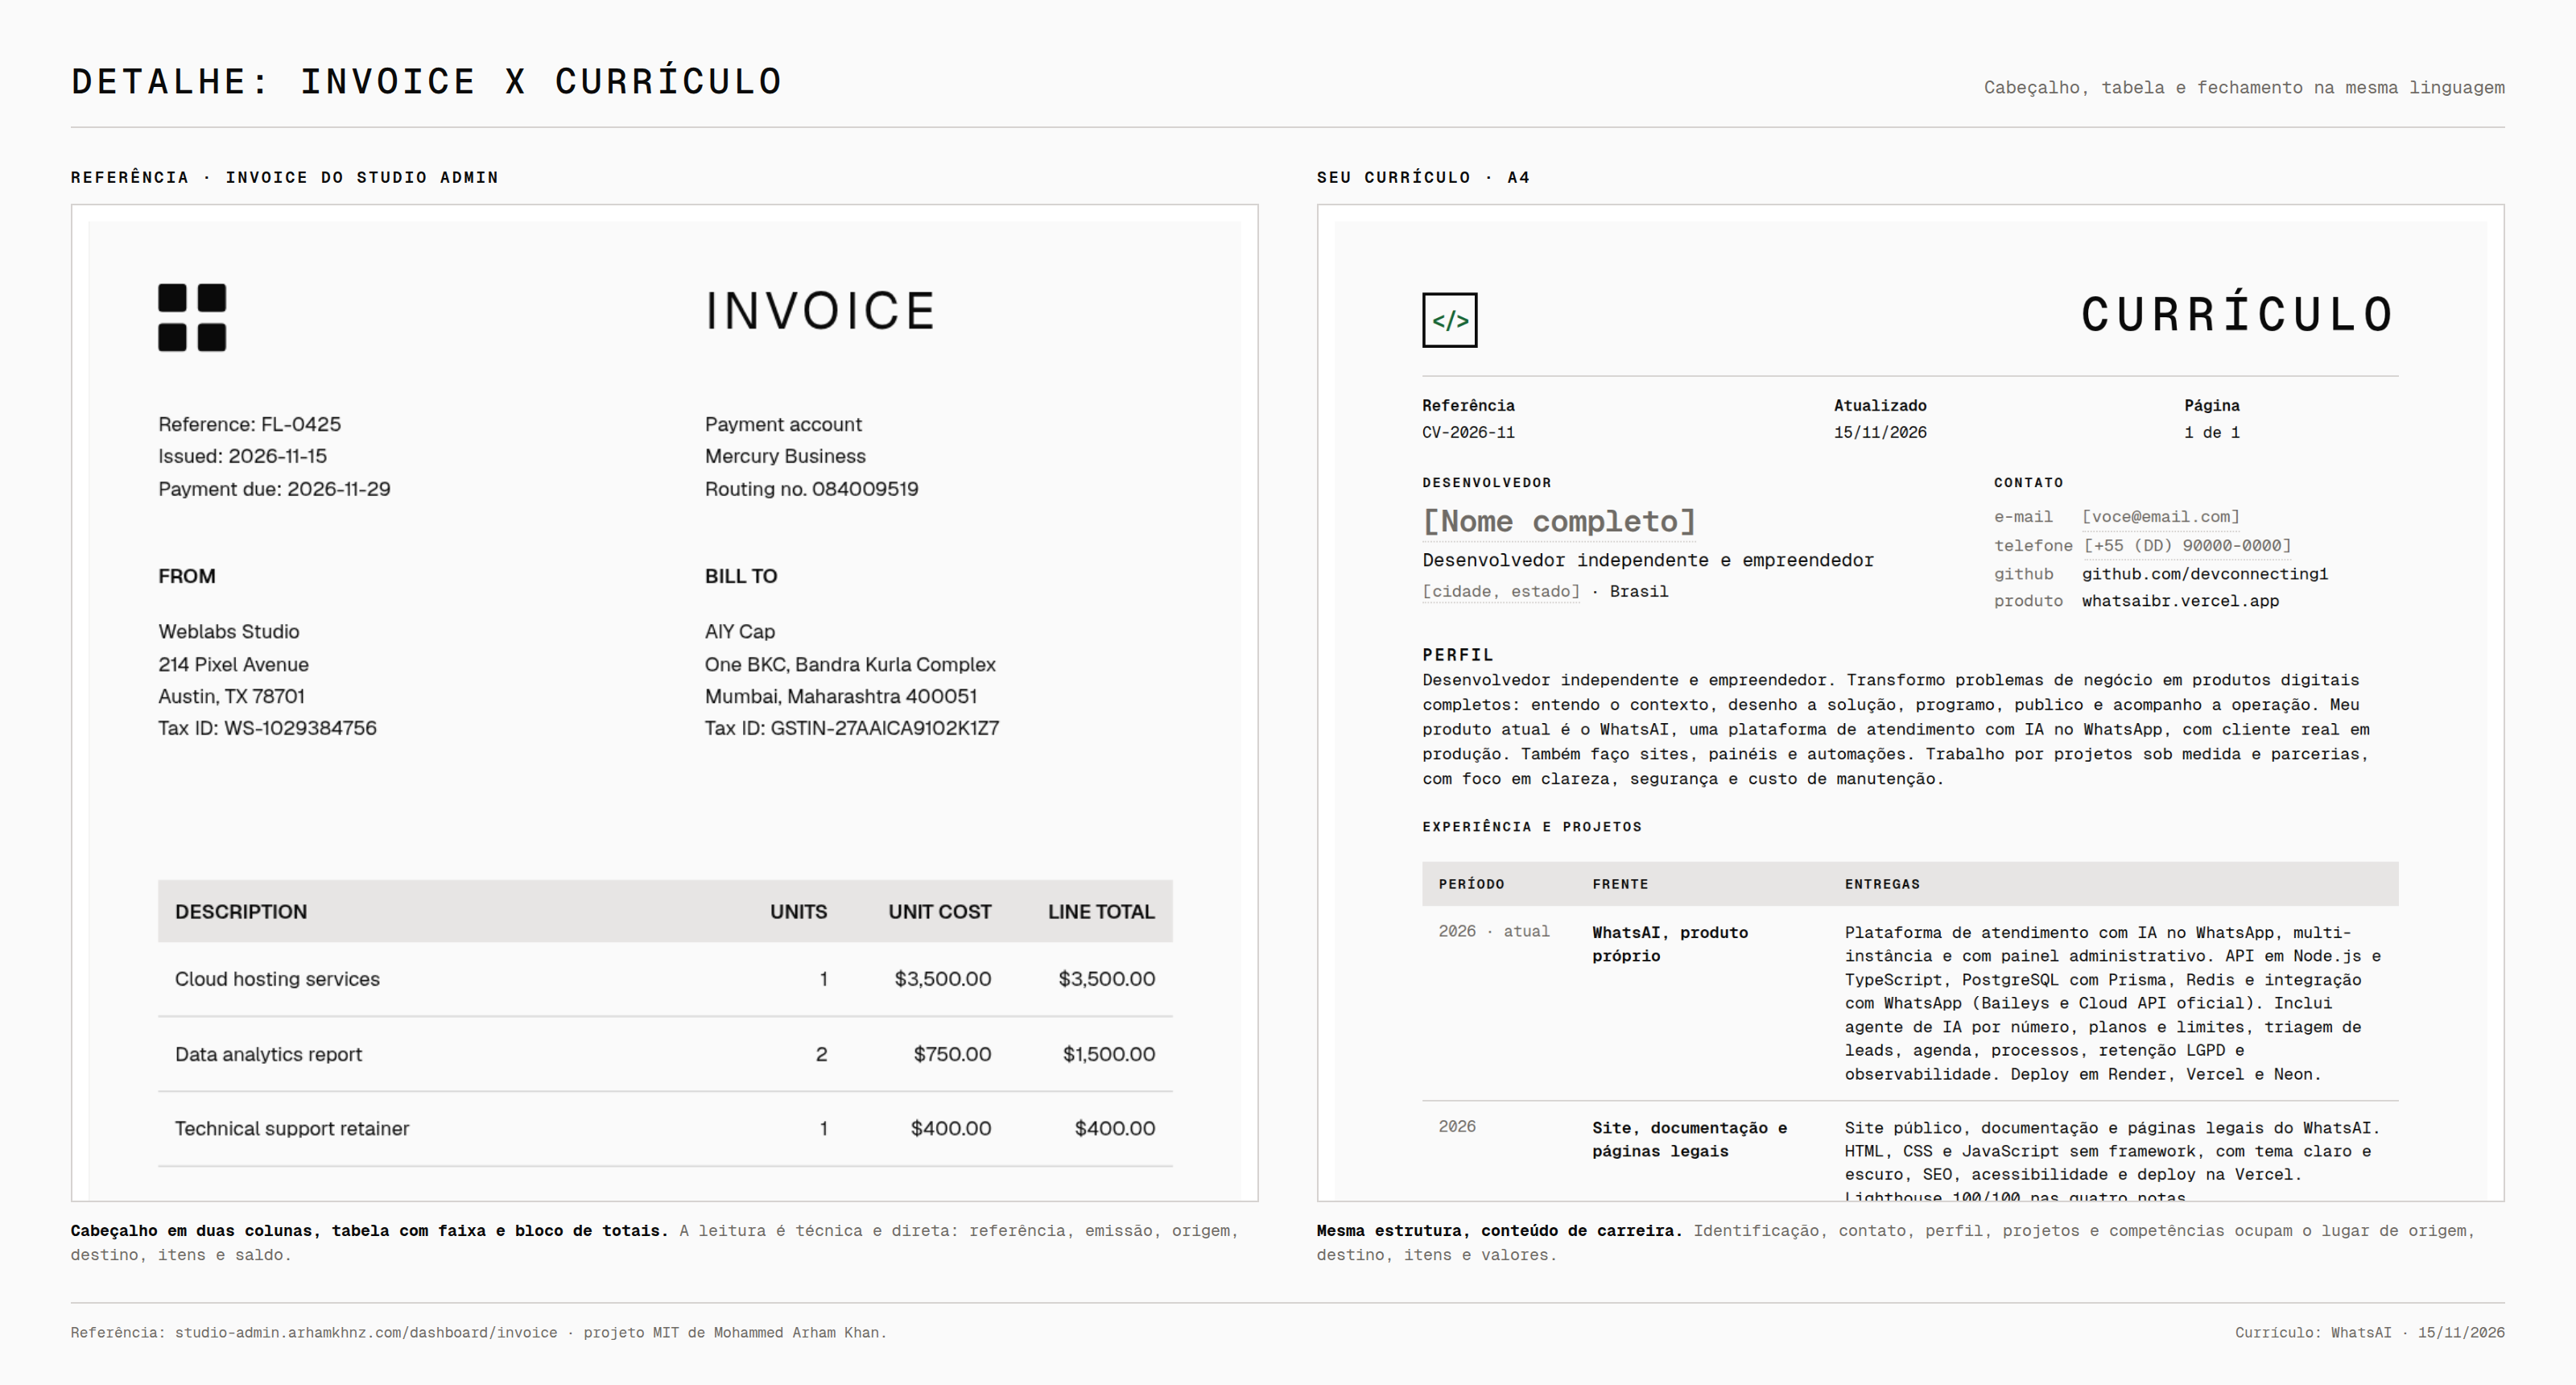 DETALHE: INVOICE X CURRÍCULO
Cabeçalho, tabela e fechamento na mesma linguagem
REFERÊNCIA · INVOICE DO STUDIO ADMIN
INVOICE
Reference: FL-0425
Issued: 2026-11-15
Payment due: 2026-11-29
Payment account
Mercury Business
Routing no. 084009519
FROM
Weblabs Studio
214 Pixel Avenue
Austin, TX 78701
Tax ID: WS-1029384756
BILL TO
AIY Cap
One BKC, Bandra Kurla Complex
Mumbai, Maharashtra 400051
Tax ID: GSTIN-27AAICA9102K1Z7
DESCRIPTION UNITS UNIT COST LINE TOTAL
Cloud hosting services 1 $3,500.00 $3,500.00
Data analytics report 2 $750.00 $1,500.00
Technical support retainer 1 $400.00 $400.00
Cabeçalho em duas colunas, tabela com faixa e bloco de totais. A leitura é técnica e direta: referência, emissão, origem,
destino, itens e saldo.
SEU CURRÍCULO · A4
</>
CURRÍCULO
Referência Atualizado Página
CV-2026-11 15/11/2026 1 de 1
DESENVOLVEDOR
[Nome completo]
Desenvolvedor independente e empreendedor
[cidade, estado] · Brasil
CONTATO
e-mail [voce@email.com]
telefone [+55 (DD) 90000-0000]
github github.com/devconnecting1
produto whatsaibr.vercel.app
PERFIL
Desenvolvedor independente e empreendedor. Transformo problemas de negócio em produtos digitais
completos: entendo o contexto, desenho a solução, programo, publico e acompanho a operação. Meu
produto atual é o WhatsAI, uma plataforma de atendimento com IA no WhatsApp, com cliente real em
produção. Também faço sites, painéis e automações. Trabalho por projetos sob medida e parcerias,
com foco em clareza, segurança e custo de manutenção.
EXPERIÊNCIA E PROJETOS
PERÍODO FRENTE ENTREGAS
2026 · atual
WhatsAI, produto
próprio
Plataforma de atendimento com IA no WhatsApp, multi-
instância e com painel administrativo. API em Node.js e
TypeScript, PostgreSQL com Prisma, Redis e integração
com WhatsApp (Baileys e Cloud API oficial). Inclui
agente de IA por número, planos e limites, triagem de
leads, agenda, processos, retenção LGPD e
observabilidade. Deploy em Render, Vercel e Neon.
2026
Site, documentação e
páginas legais
Site público, documentação e páginas legais do WhatsAI.
HTML, CSS e JavaScript sem framework, com tema claro e
escuro, SEO, acessibilidade e deploy na Vercel.
Lighthouse 100/100 nas quatro notas
Mesma estrutura, conteúdo de carreira. Identificação, contato, perfil, projetos e competências ocupam o lugar de origem,
destino, itens e valores.
Referência: studio-admin.arhamkhnz.com/dashboard/invoice · projeto MIT de Mohammed Arham Khan.
Currículo: WhatsAI · 15/11/2026